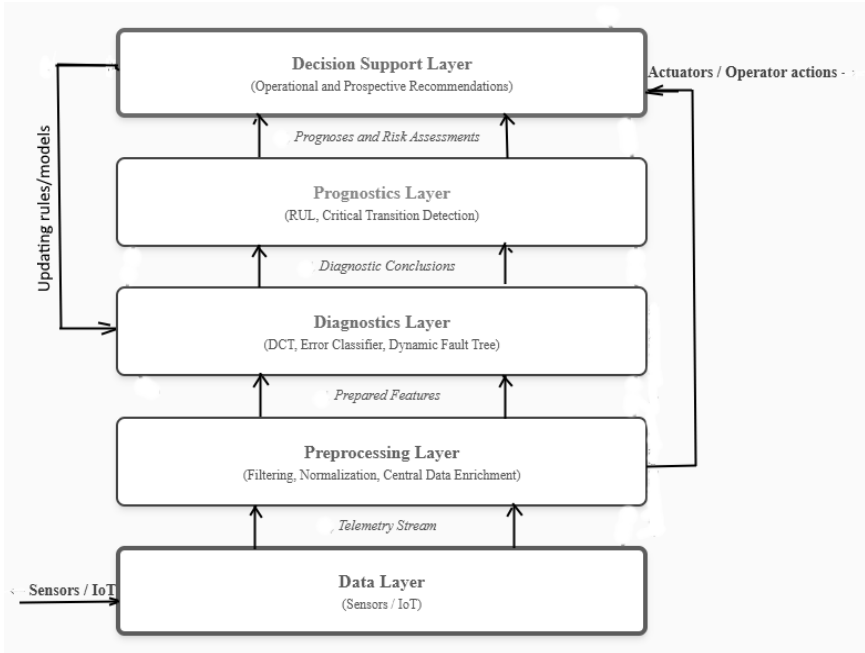 Decision Support Layer
(Operational and Prospective Recommendations)
Actuators / Operator actions -
Prognoses and Risk Assessments
Prognostics Layer
(RUL, Critical Transition Detection)
Updating rules/models
Diagnostic Conclusions
Diagnostics Layer
(DCT, Error Classifier, Dynamic Fault Tree)
Prepared Features
Preprocessing Layer
(Filtering, Normalization, Central Data Enrichment)
Telemetry Stream
Sensors / IoT
Data Layer
(Sensors / IoT)